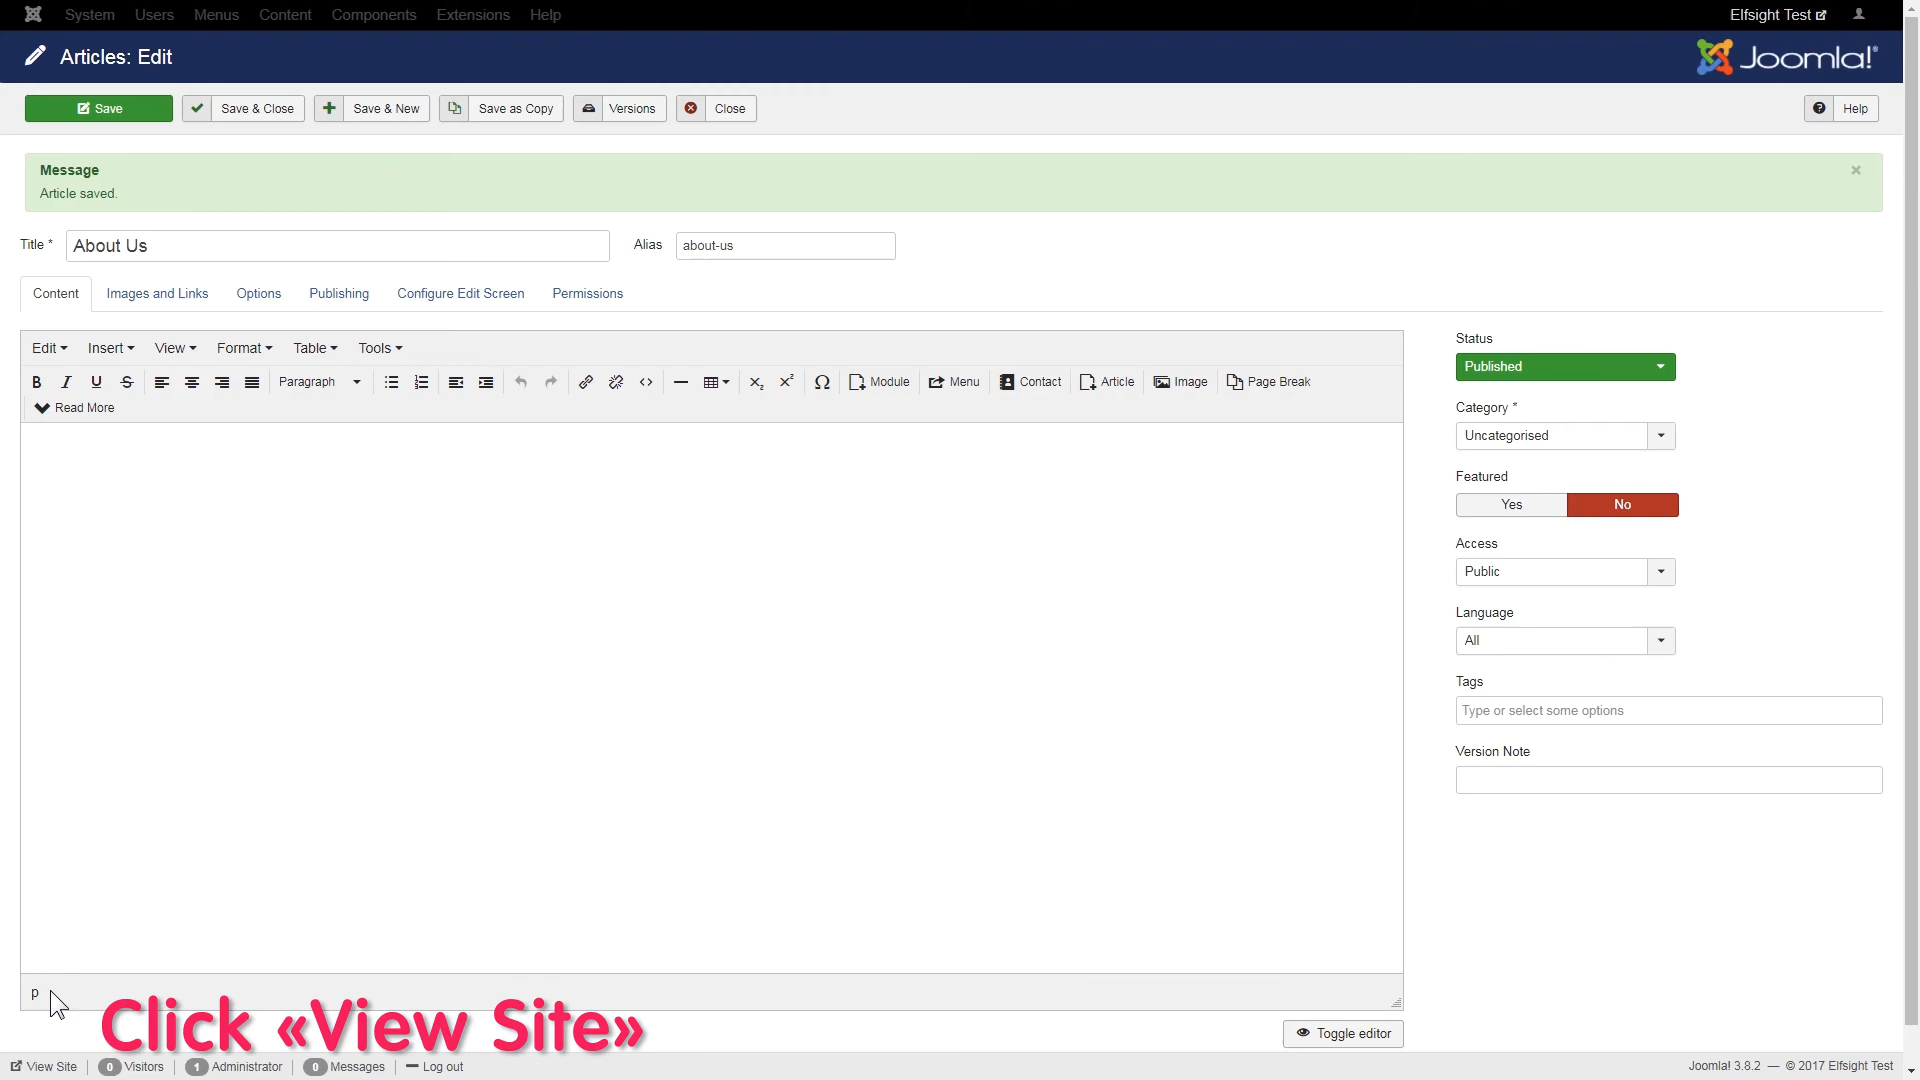 System Users Menus Content Components Extensions Help Elfsight Test
Articles: Edit Joomla!®
Save Save & Close Save & New Save as Copy Versions Close Help
Message
Article saved.
Title * About Us Alias about-us
Content Images and Links Options Publishing Configure Edit Screen Permissions
Edit Insert View Format Table Tools
Status
Published
B I U S Paragraph Module Menu Contact Article Image Page Break
Read More
Category *
Uncategorised
Featured
Yes No
Access
Public
Language
All
Tags
Type or select some options
Version Note
p
Click «View Site»
Toggle editor
View Site 0 Visitors 1 Administrator 0 Messages Log out Joomla! 3.8.2 — © 2017 Elfsight Test